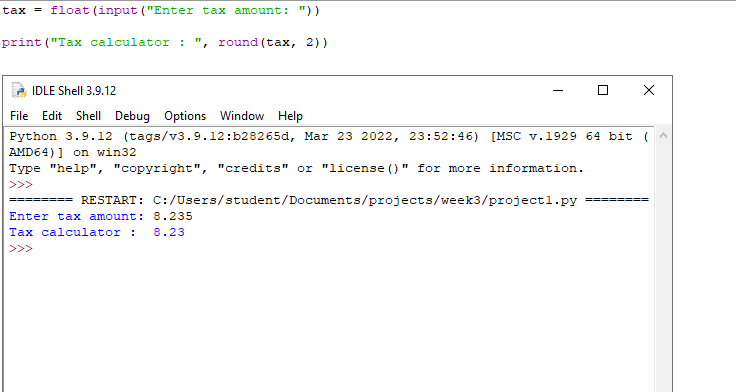 tax = float(input("Enter tax amount: "))
print("Tax calculator : ", round(tax, 2))
IDLE Shell 3.9.12
File Edit Shell Debug Options Window Help
Python 3.9.12 (tags/v3.9.12:b28265d, Mar 23 2022, 23:52:46) [MSC v.1929 64 bit (
AMD64)] on win32
Type "help", "copyright", "credits" or "license()" for more information.
>>>
======== RESTART: C:/Users/student/Documents/projects/week3/project1.py ========
Enter tax amount: 8.235
Tax calculator :  8.23
>>>